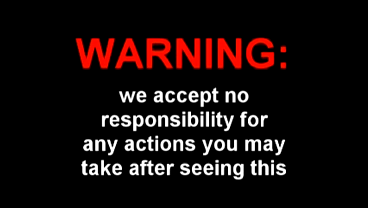 WARNING:
we accept no
responsibility for
any actions you may
take after seeing this